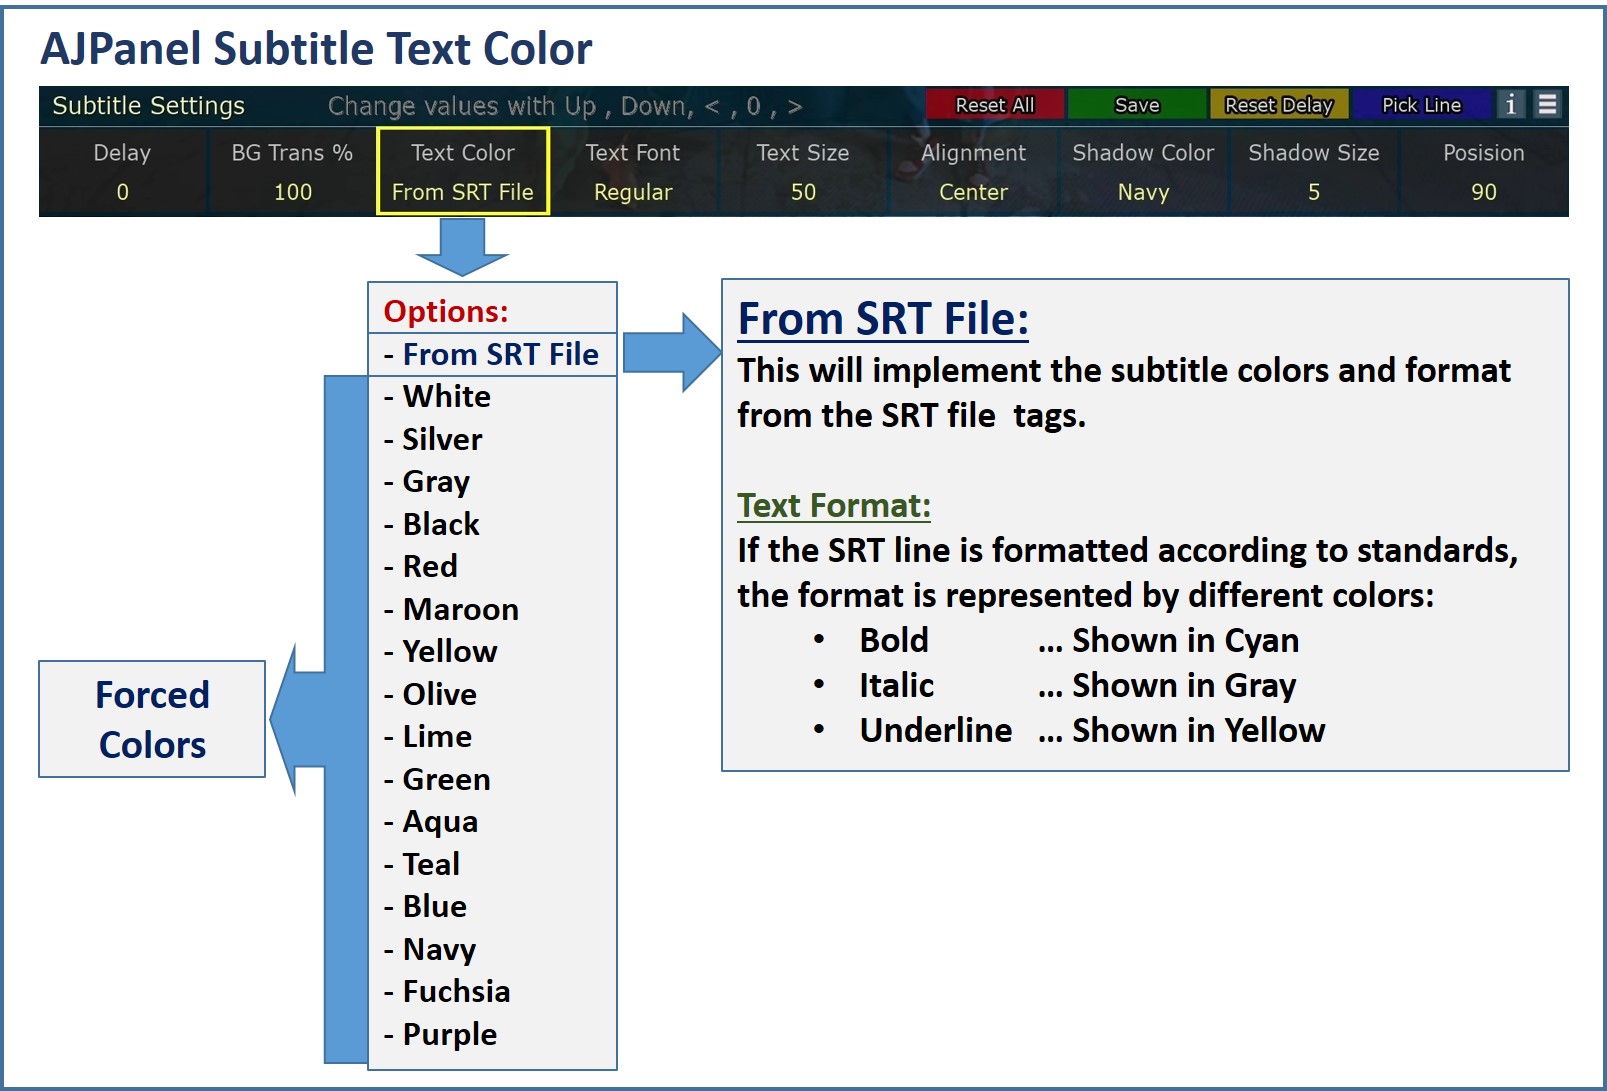 AJPanel Subtitle Text Color
Subtitle Settings Change values with Up , Down, < , 0 , > Reset All Save Reset Delay Pick Line i
Delay BG Trans % Text Color Text Font Text Size Alignment Shadow Color Shadow Size Posision
0 100 From SRT File Regular 50 Center Navy 5 90
Options:
- From SRT File
- White
- Silver
- Gray
- Black
- Red
- Maroon
- Yellow
- Olive
- Lime
- Green
- Aqua
- Teal
- Blue
- Navy
- Fuchsia
- Purple
Forced
Colors
From SRT File:
This will implement the subtitle colors and format
from the SRT file tags.
Text Format:
If the SRT line is formatted according to standards,
the format is represented by different colors:
• Bold ... Shown in Cyan
• Italic ... Shown in Gray
• Underline ... Shown in Yellow